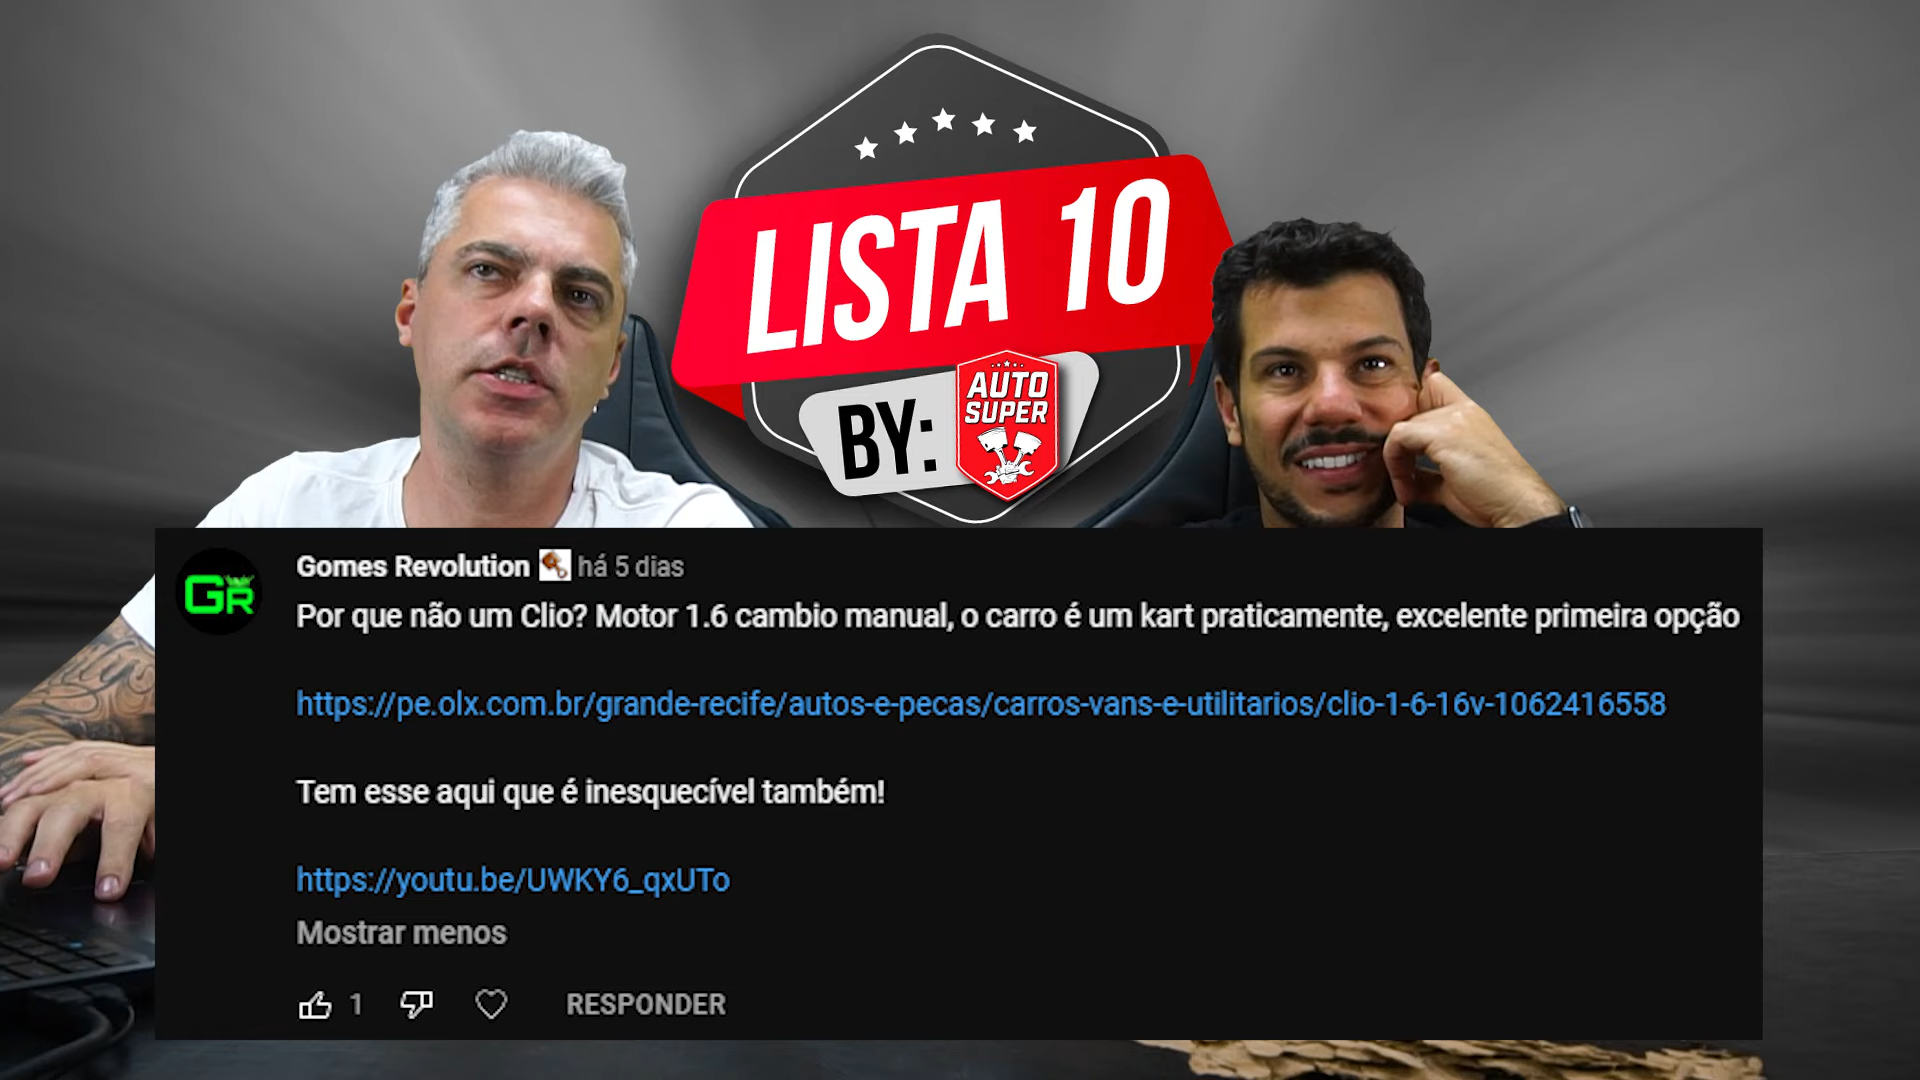 LISTA 10
BY:
AUTO
SUPER
GR
Gomes Revolution há 5 dias
Por que não um Clio? Motor 1.6 cambio manual, o carro é um kart praticamente, excelente primeira opção
https://pe.olx.com.br/grande-recife/autos-e-pecas/carros-vans-e-utilitarios/clio-1-6-16v-1062416558
Tem esse aqui que é inesquecível também!
https://youtu.be/UWKY6_qxUTo
Mostrar menos
1 RESPONDER